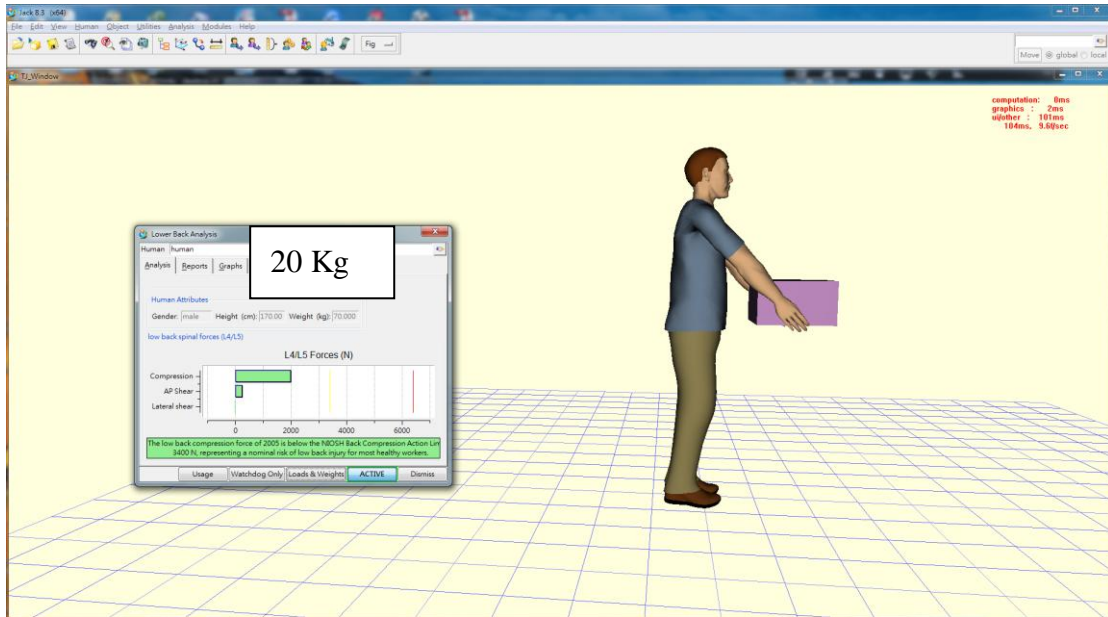 Jack 8.3 (x64)
File Edit View Human Object Utilities Analysis Modules Help
Fig
Move global local
TJ_Window
computation: 0ms
graphics : 2ms
ui/other : 101ms
104ms, 9.6f/sec
Lower Back Analysis
Human human
Analysis Reports Graphs
20 Kg
Human Attributes
Gender: male Height (cm): 170.00 Weight (kg): 70.000
low back spinal forces (L4/L5)
L4/L5 Forces (N)
Compression
AP Shear
Lateral shear
0 2000 4000 6000
The low back compression force of 2005 is below the NIOSH Back Compression Action Lim
3400 N, representing a nominal risk of low back injury for most healthy workers.
Usage Watchdog Only Loads & Weights ACTIVE Dismiss